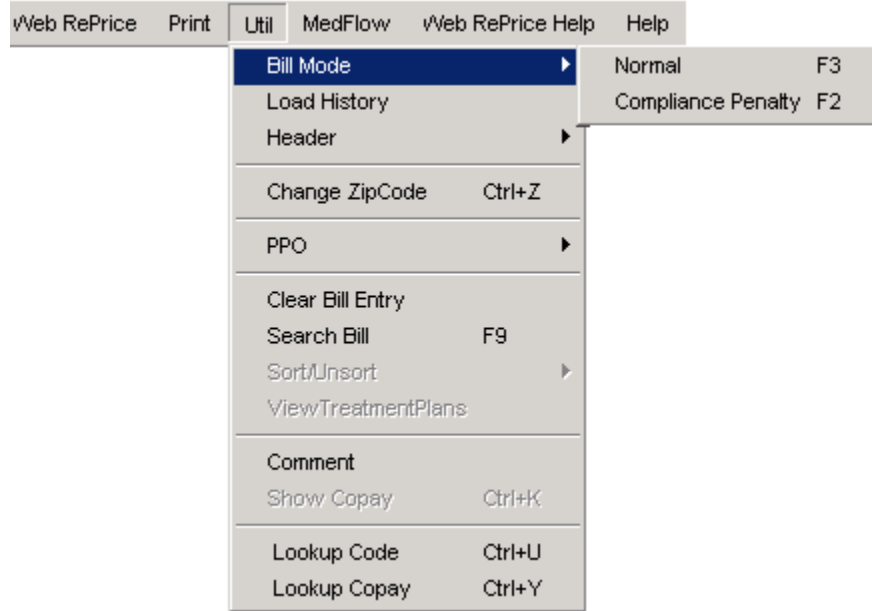 Web RePrice Print Util MedFlow Web RePrice Help Help
Bill Mode
Normal F3
Load History
Compliance Penalty F2
Header
Change ZipCode Ctrl+Z
PPO
Clear Bill Entry
Search Bill F9
Sort/Unsort
ViewTreatmentPlans
Comment
Show Copay Ctrl+K
Lookup Code Ctrl+U
Lookup Copay Ctrl+Y